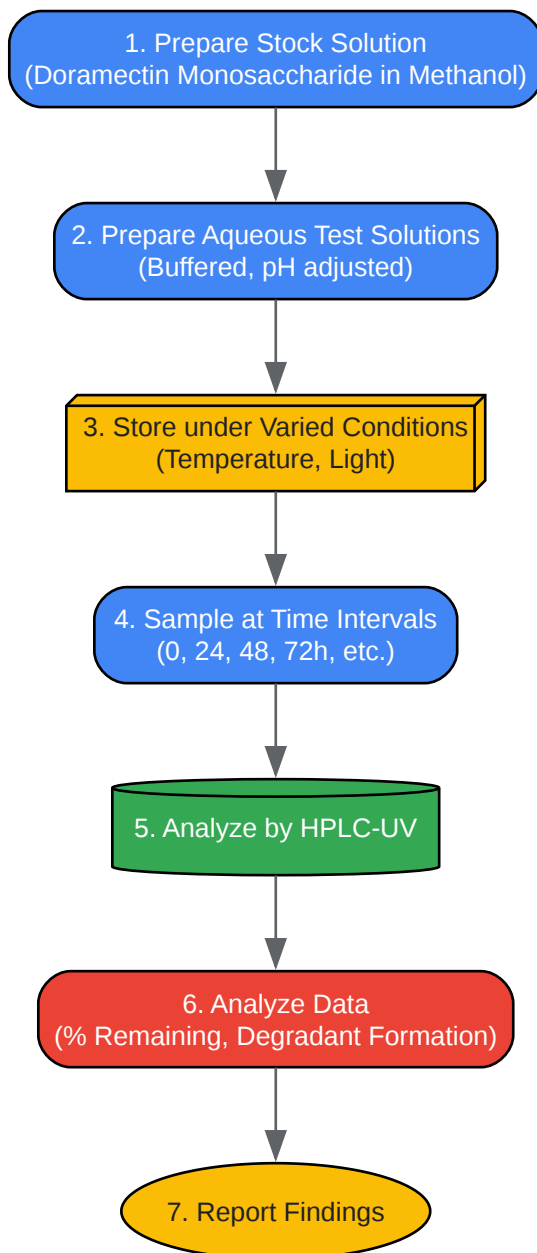 1. Prepare Stock Solution
(Doramectin Monosaccharide in Methanol)
2. Prepare Aqueous Test Solutions
(Buffered, pH adjusted)
3. Store under Varied Conditions
(Temperature, Light)
4. Sample at Time Intervals
(0, 24, 48, 72h, etc.)
5. Analyze by HPLC-UV
6. Analyze Data
(% Remaining, Degradant Formation)
7. Report Findings